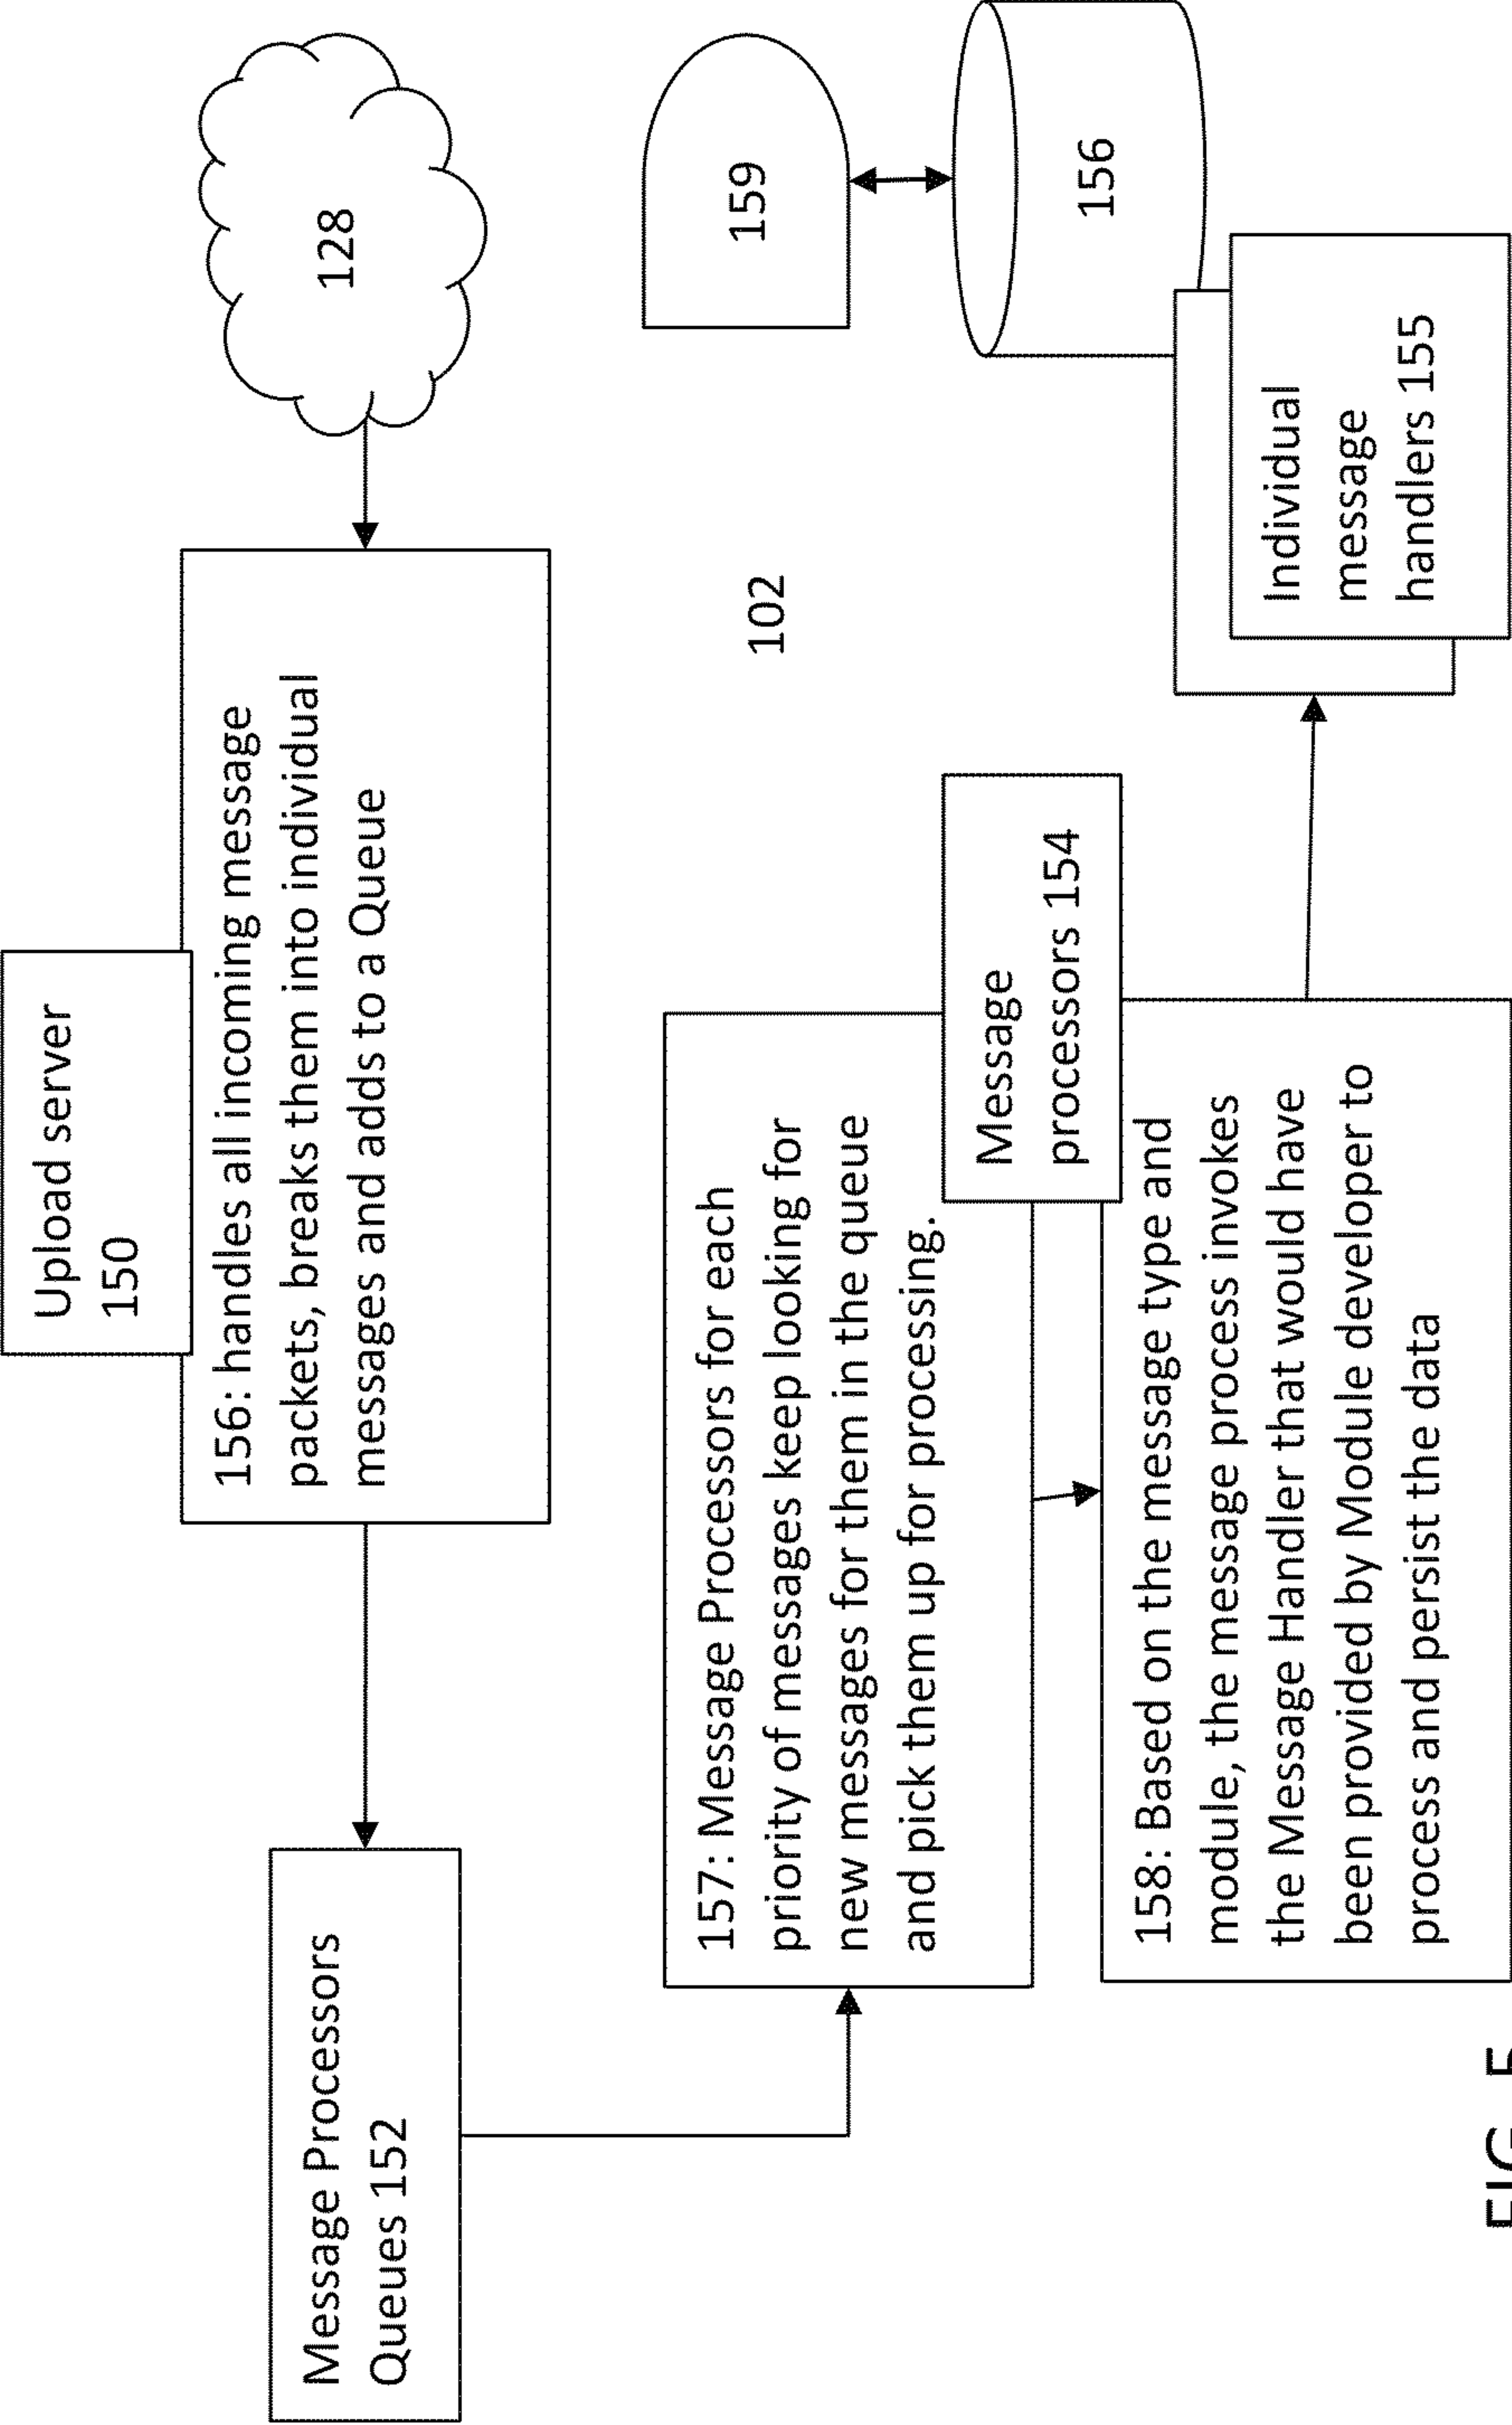 Upload server
150
156: handles all incoming message
packets, breaks them into individual
messages and adds to a Queue
128
Message Processors
Queues 152
102
159
157: Message Processors for each
priority of messages keep looking for
new messages for them in the queue
and pick them up for processing.
Message
processors 154
156
158: Based on the message type and
module, the message process invokes
the Message Handler that would have
been provided by Module developer to
process and persist the data
Individual
message
handlers 155